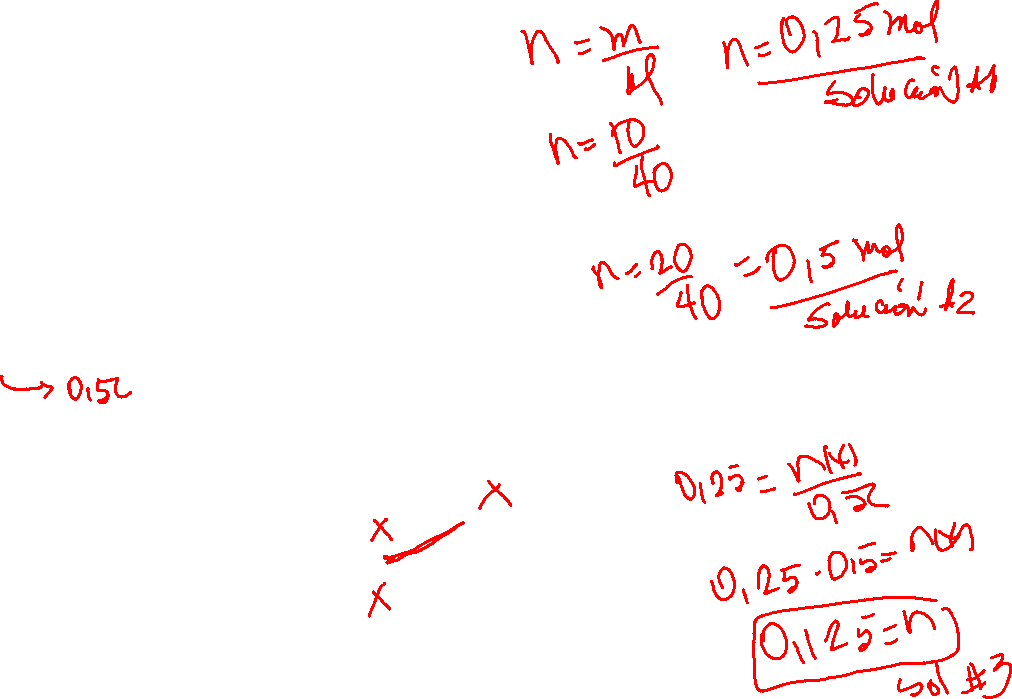 n = m/M n = 0,25 mol
solución #1
n = 10/40
n = 20/40 = 0,5 mol
solución #2
→ 0,5L
0,25 = n(x)/0,5L
x x
x
0,25 · 0,5 =
0,125 = n
sol #3